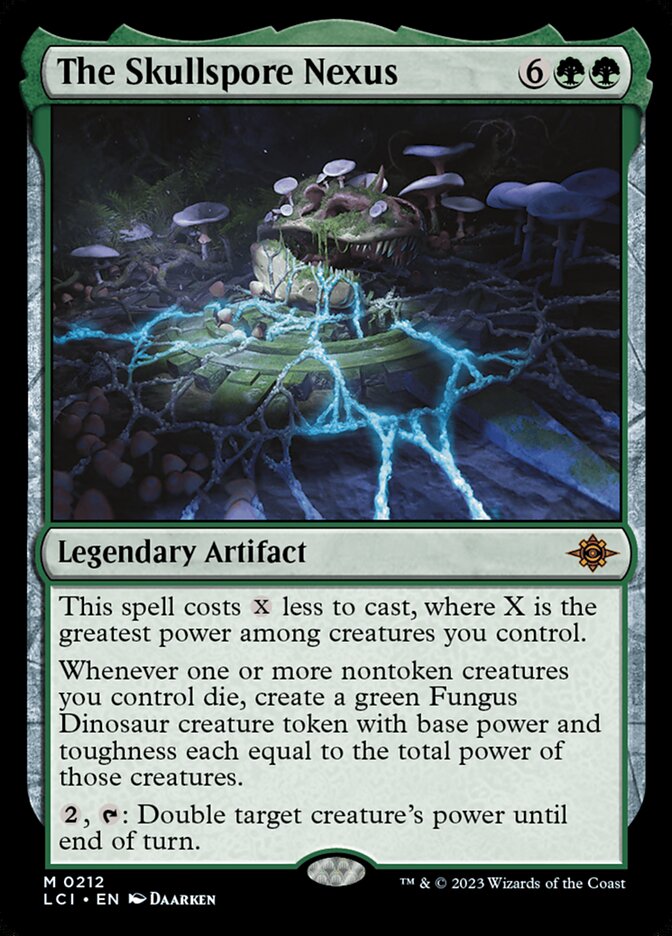 The Skullspore Nexus 6
Legendary Artifact
This spell costs X less to cast, where X is the
greatest power among creatures you control.
Whenever one or more nontoken creatures
you control die, create a green Fungus
Dinosaur creature token with base power and
toughness each equal to the total power of
those creatures.
2, : Double target creature's power until
end of turn.
M 0212
LCI • EN DAARKEN
™ & © 2023 Wizards of the Coast